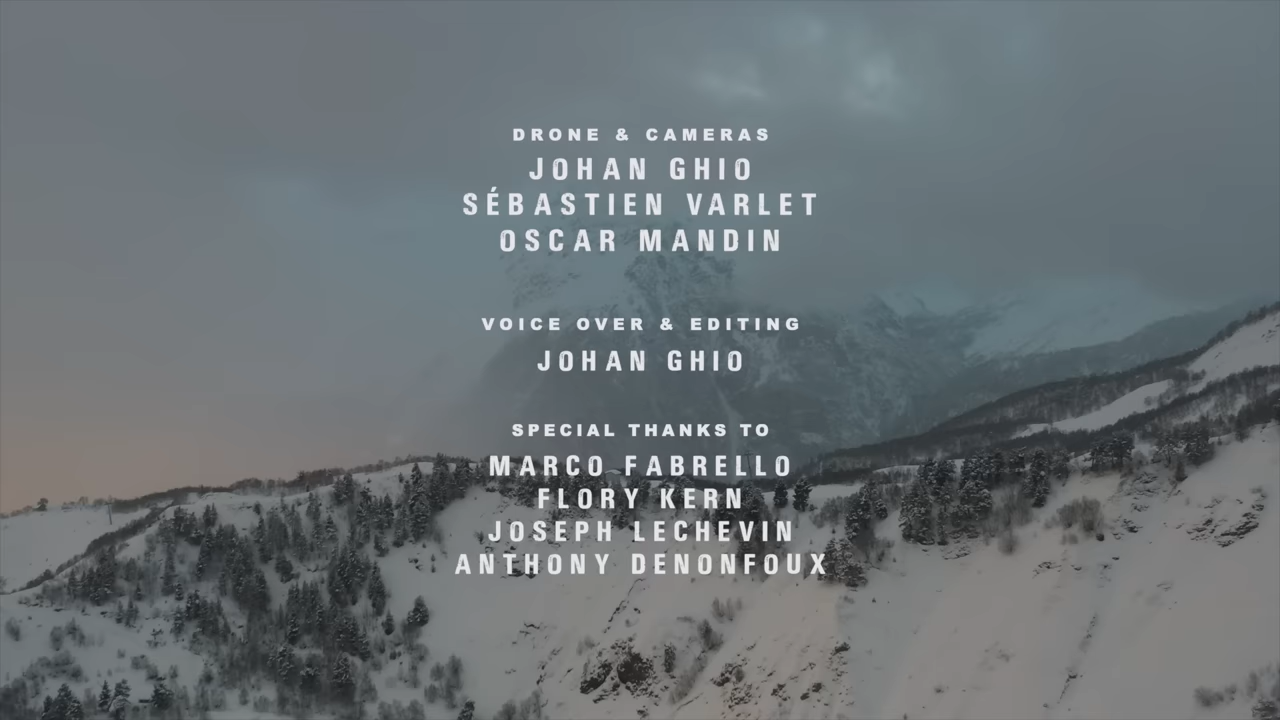 DRONE & CAMERAS
JOHAN GHIO
SÉBASTIEN VARLET
OSCAR MANDIN
VOICE OVER & EDITING
JOHAN GHIO
SPECIAL THANKS TO
MARCO FABRELLO
FLORY KERN
JOSEPH LECHEVIN
ANTHONY DENONFOUX